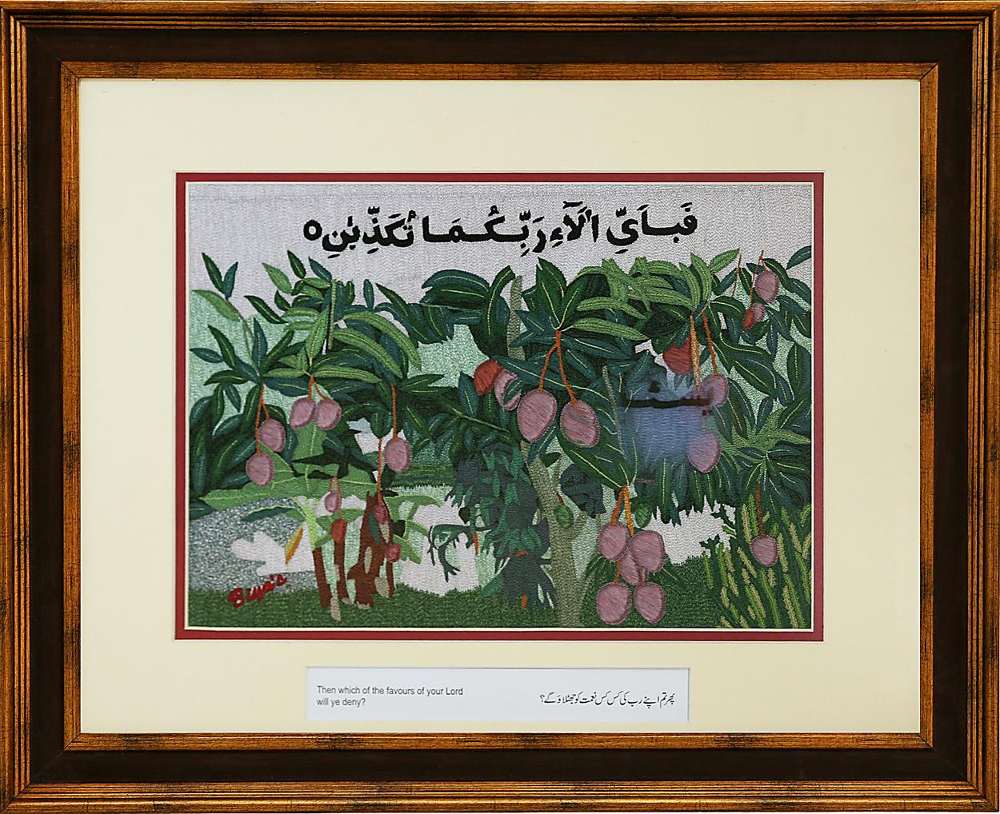 فَبِاَيِّ اٰلَآءِ رَبِّكُمَا تُكَذِّبٰنِ ○
Biya's
Then which of the favours of your Lord
will ye deny?
پھر تم اپنے رب کی کس کس نعمت کو جھٹلاؤ گے؟